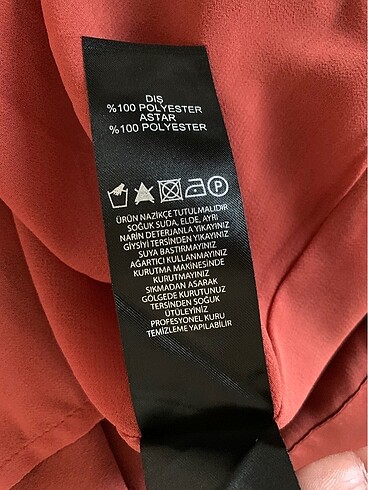 DIŞ
%100 POLYESTER
ASTAR
%100 POLYESTER
P
ÜRÜN NAZİKÇE TUTULMALIDIR
SOĞUK SUDA, ELDE, AYRI
NARİN DETERJANLA YIKAYINIZ
GİYSİYİ TERSİNDEN YIKAYINIZ
SUYA BASTIRMAYINIZ
AĞARTICI KULLANMAYINIZ
KURUTMA MAKİNESİNDE
KURUTMAYINIZ
SIKMADAN ASARAK
GÖLGEDE KURUTUNUZ
TERSİNDEN SOĞUK
ÜTÜLEYİNİZ
PROFESYONEL KURU
TEMİZLEME YAPILABİLİR